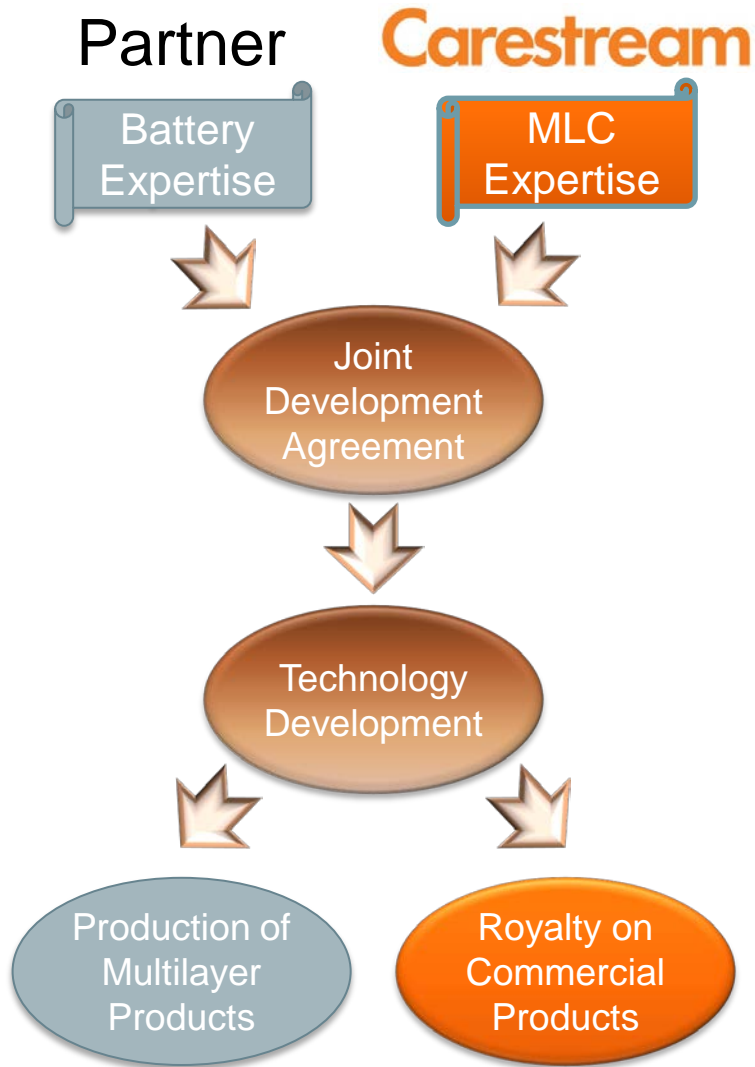 Partner
Carestream
Battery
Expertise
MLC
Expertise
Joint
Development
Agreement
Technology
Development
Production of
Multilayer
Products
Royalty on
Commercial
Products